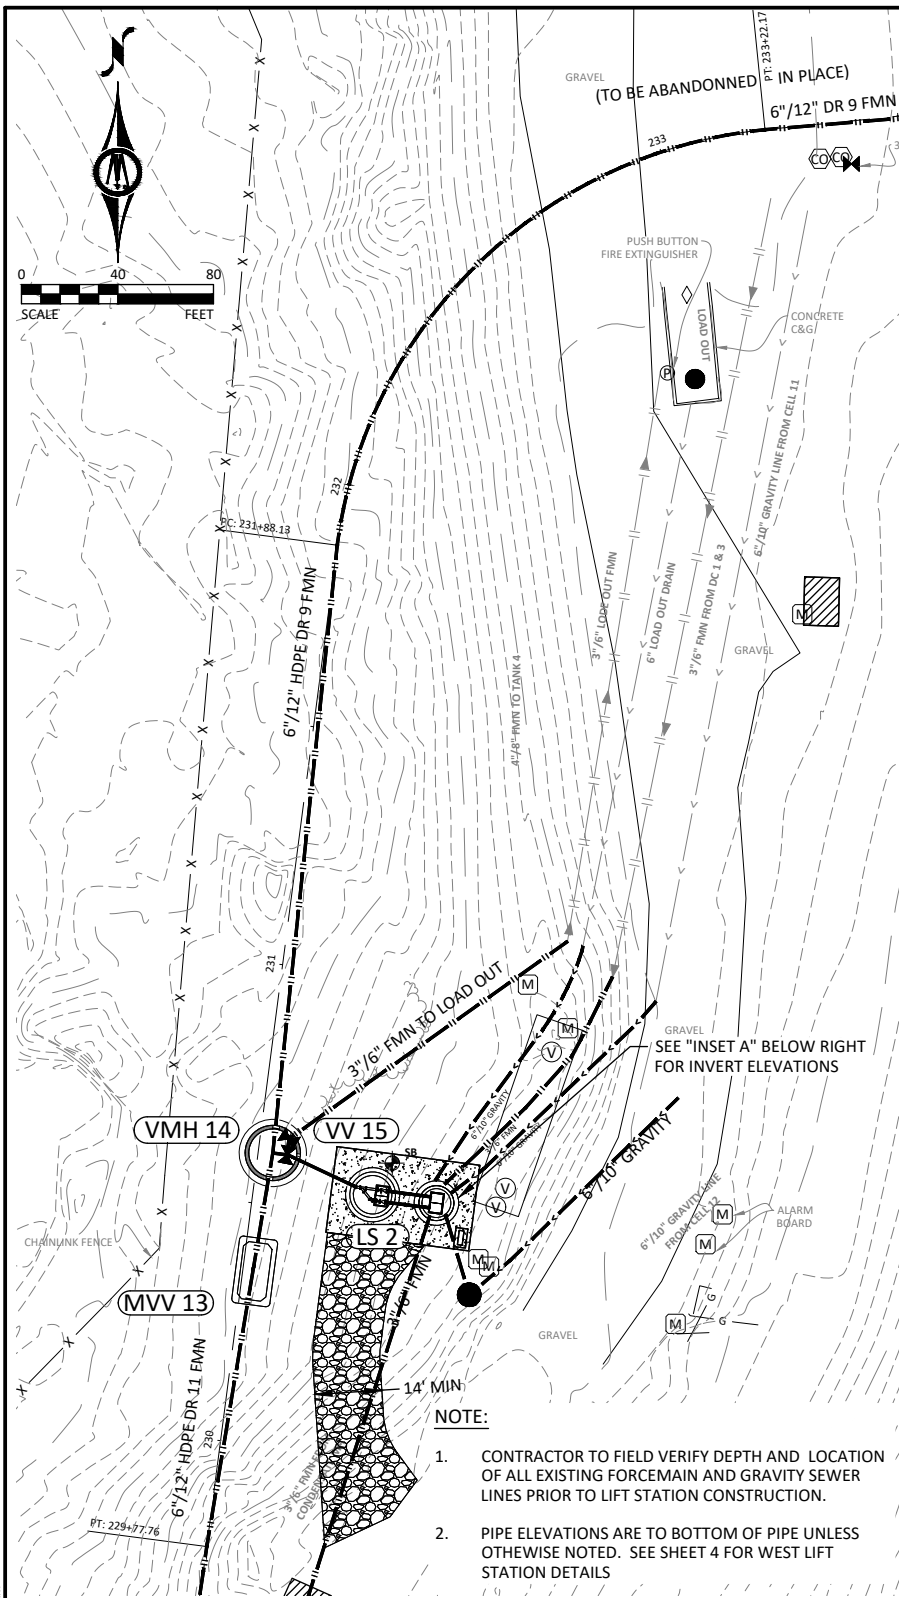 N
0 40 80
SCALE FEET
GRAVEL
(TO BE ABANDONNED IN PLACE)
PT: 233+22.17
6"/12" DR 9 FMN
233
CO CO
3
PUSH BUTTON
FIRE EXTINGUISHER
LOAD OUT
CONCRETE
C&G
P
6"/10" GRAVITY LINE FROM CELL 11
232
PC: 231+88.13
6"/12" HDPE DR 9 FMN
3"/6" LODE OUT FMN
6" LOAD OUT DRAIN
3"/6" FMN FROM DC 1 & 3
M
GRAVEL
4"/8" FMN TO TANK 4
231
3"/6" FMN TO LOAD OUT
M
M
V
GRAVEL
SEE "INSET A" BELOW RIGHT
FOR INVERT ELEVATIONS
6"/10" GRAVITY
VMH 14
VV 15
SB
6"/10" GRAVITY
V
V
6"/10" GRAVITY LINE
FROM CELL 12
M
M
ALARM
BOARD
CHAINLINK FENCE
LS 2
M
M
3"/6" FMN
MVV 13
M
G
G
GRAVEL
14' MIN
6"/12" HDPE DR 11 FMN
230
PT: 229+77.76
NOTE:
1. CONTRACTOR TO FIELD VERIFY DEPTH AND LOCATION
OF ALL EXISTING FORCEMAIN AND GRAVITY SEWER
LINES PRIOR TO LIFT STATION CONSTRUCTION.
2. PIPE ELEVATIONS ARE TO BOTTOM OF PIPE UNLESS
OTHEWISE NOTED. SEE SHEET 4 FOR WEST LIFT
STATION DETAILS